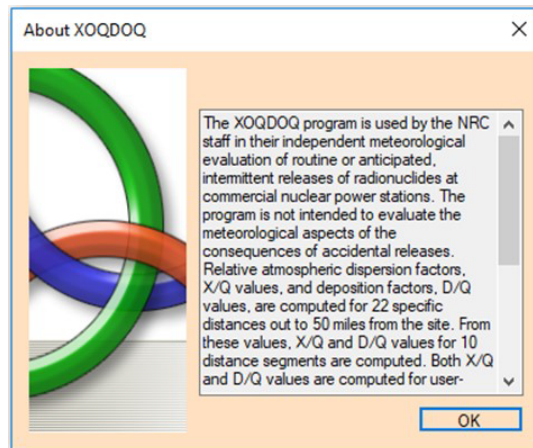 About XOQDOQ
The XOQDOQ program is used by the NRC
staff in their independent meteorological
evaluation of routine or anticipated,
intermittent releases of radionuclides at
commercial nuclear power stations. The
program is not intended to evaluate the
meteorological aspects of the
consequences of accidental releases.
Relative atmospheric dispersion factors,
X/Q values, and deposition factors, D/Q
values, are computed for 22 specific
distances out to 50 miles from the site. From
these values, X/Q and D/Q values for 10
distance segments are computed. Both X/Q
and D/Q values are computed for user-
OK